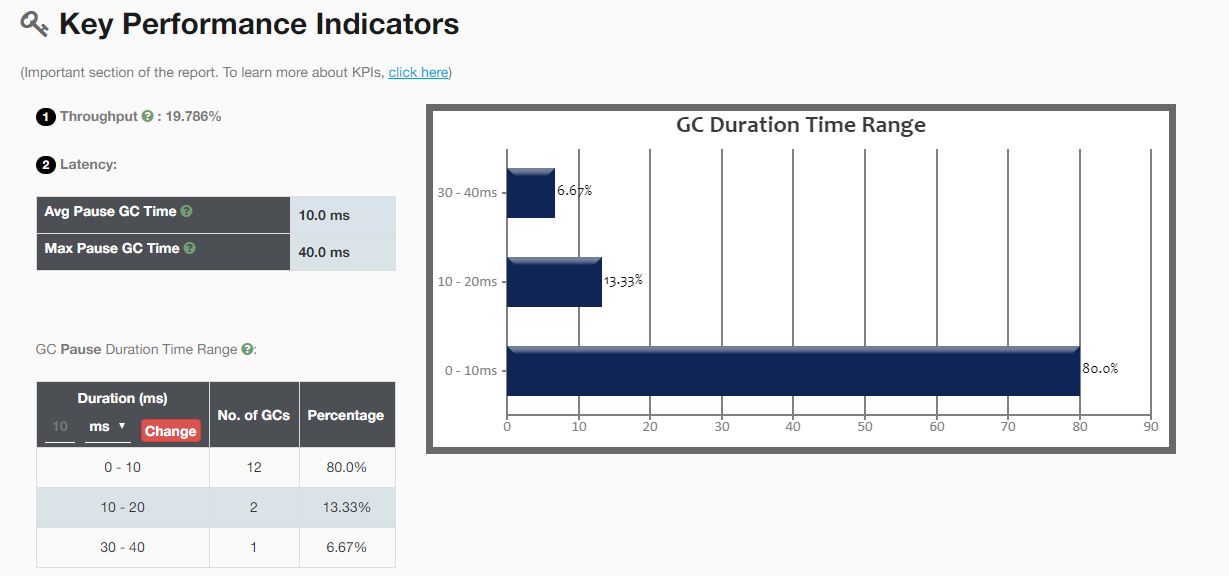 Key Performance Indicators
(Important section of the report. To learn more about KPIs, click here)
1 Throughput ? : 19.786%
2 Latency:
Avg Pause GC Time ? 10.0 ms
Max Pause GC Time ? 40.0 ms
GC Pause Duration Time Range ?:
Duration (ms) No. of GCs Percentage
10 ms ▼ Change
0 - 10 12 80.0%
10 - 20 2 13.33%
30 - 40 1 6.67%
GC Duration Time Range
30 - 40ms 6.67%
10 - 20ms 13.33%
0 - 10ms 80.0%
0 10 20 30 40 50 60 70 80 90